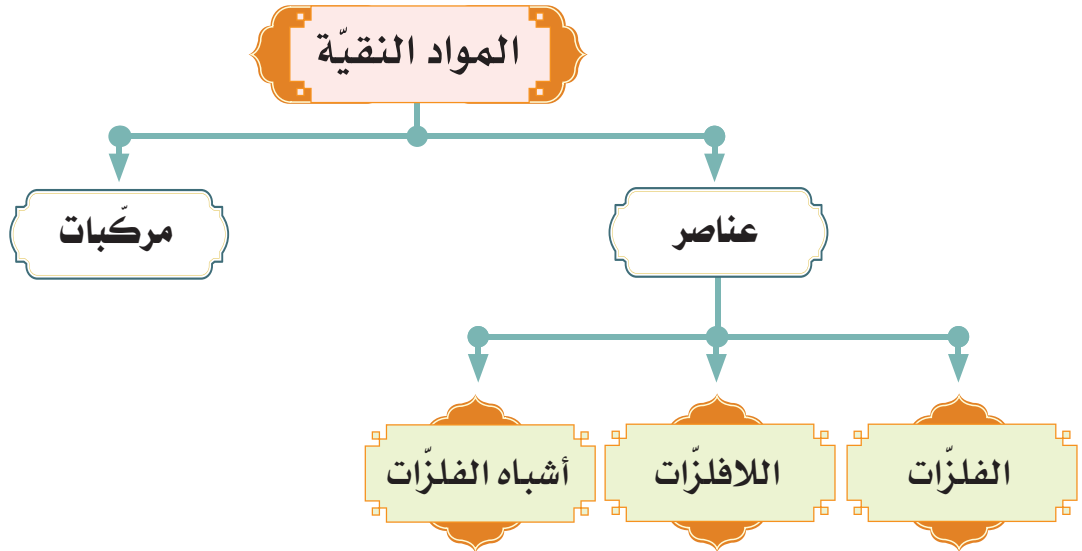 المواد النقيّة
عناصر
مركّبات
الفلزّات
اللافلزّات
أشباه الفلزّات